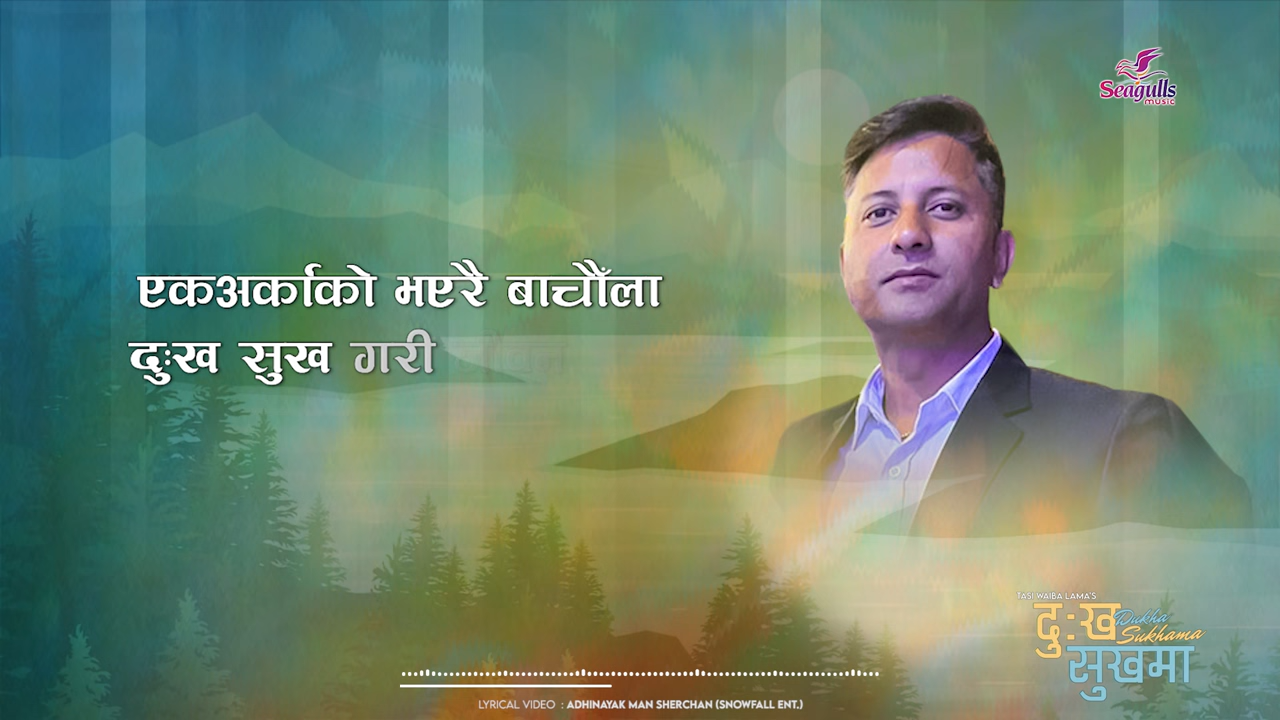 Seagulls
music
एकअर्काको भएरै बाचौँला
दुःख सुख गरी
TASI WAIBA LAMA'S
दुःख
Dukha
Sukhama
सुखमा
LYRICAL VIDEO : ADHINAYAK MAN SHERCHAN (SNOWFALL ENT.)